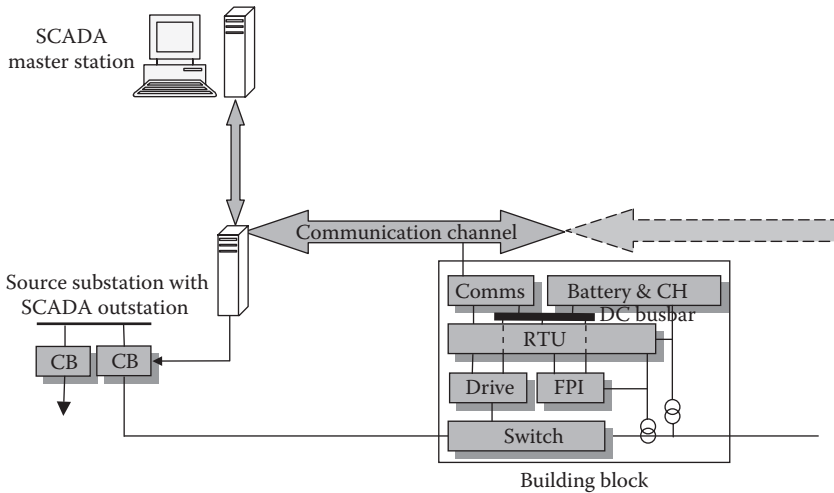 SCADA
master station
Communication channel
Source substation with
SCADA outstation
CB
CB
Comms
Battery & CH
DC busbar
RTU
Drive
FPI
Switch
Building block